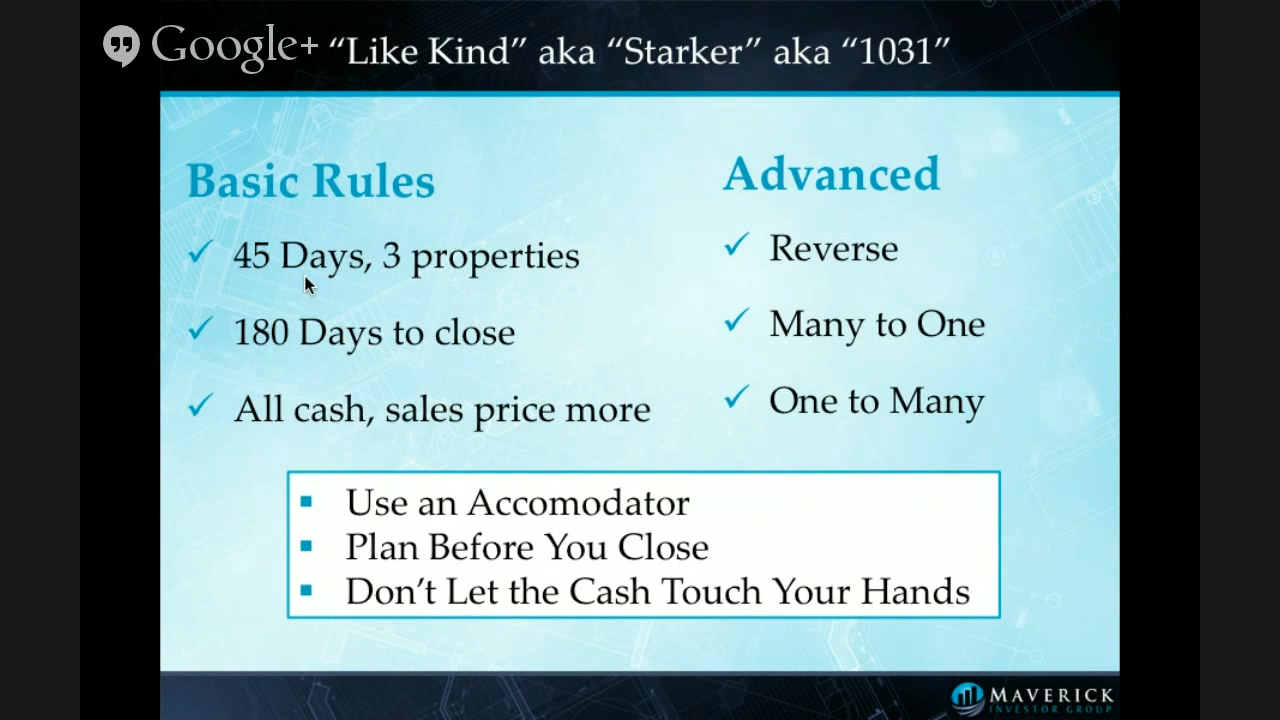 Google+ “Like Kind” aka “Starker” aka “1031”
Basic Rules
45 Days, 3 properties
180 Days to close
All cash, sales price more
Advanced
Reverse
Many to One
One to Many
Use an Accomodator
Plan Before You Close
Don’t Let the Cash Touch Your Hands
MAVERICK
INVESTOR GROUP